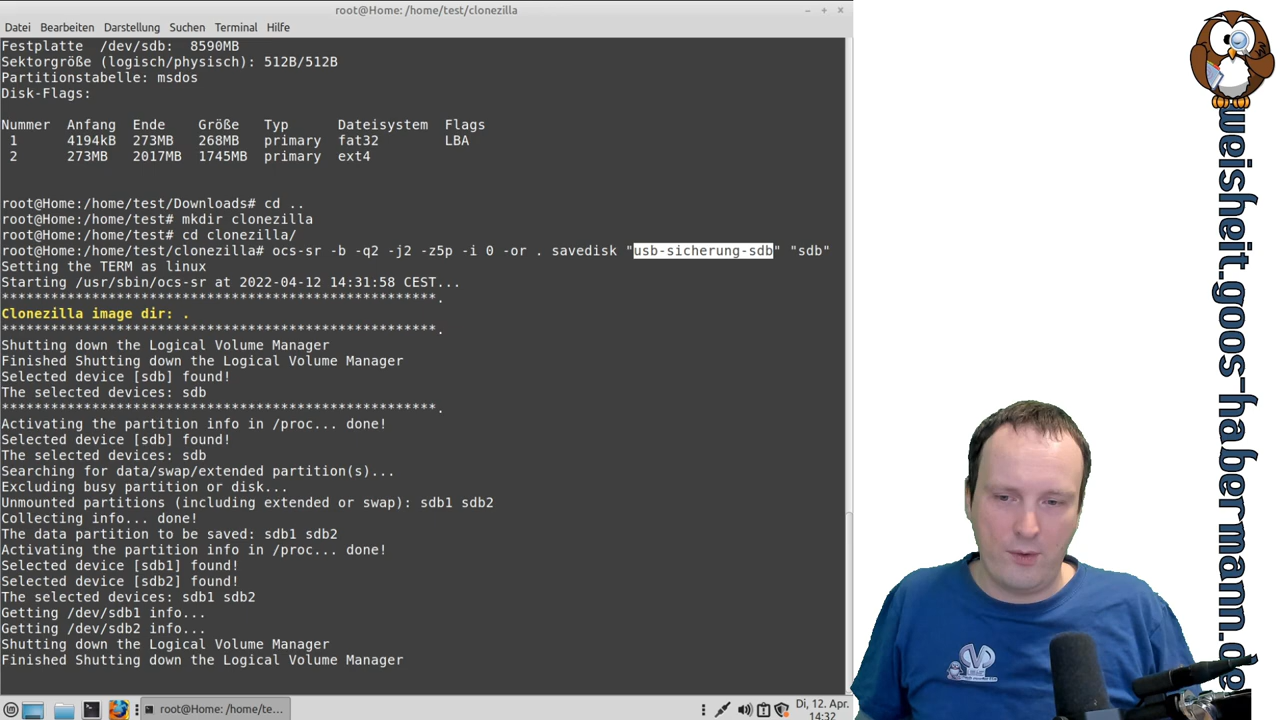 root@Home: /home/test/clonezilla
Datei Bearbeiten Darstellung Suchen Terminal Hilfe
Festplatte  /dev/sdb:  8590MB
Sektorgröße (logisch/physisch): 512B/512B
Partitionstabelle: msdos
Disk-Flags:
Nummer  Anfang  Ende    Größe   Typ      Dateisystem  Flags
1      4194kB  273MB   268MB   primary  fat32        LBA
2      273MB   2017MB  1745MB  primary  ext4
root@Home:/home/test/Downloads# cd ..
root@Home:/home/test# mkdir clonezilla
root@Home:/home/test# cd clonezilla/
root@Home:/home/test/clonezilla# ocs-sr -b -q2 -j2 -z5p -i 0 -or . savedisk "usb-sicherung-sdb" "sdb"
Setting the TERM as linux
Starting /usr/sbin/ocs-sr at 2022-04-12 14:31:58 CEST...
*****************************************************.
Clonezilla image dir: .
*****************************************************.
Shutting down the Logical Volume Manager
Finished Shutting down the Logical Volume Manager
Selected device [sdb] found!
The selected devices: sdb
*****************************************************.
Activating the partition info in /proc... done!
Selected device [sdb] found!
The selected devices: sdb
Searching for data/swap/extended partition(s)...
Excluding busy partition or disk...
Unmounted partitions (including extended or swap): sdb1 sdb2
Collecting info... done!
The data partition to be saved: sdb1 sdb2
Activating the partition info in /proc... done!
Selected device [sdb1] found!
Selected device [sdb2] found!
The selected devices: sdb1 sdb2
Getting /dev/sdb1 info...
Getting /dev/sdb2 info...
Shutting down the Logical Volume Manager
Finished Shutting down the Logical Volume Manager
root@Home: /home/te...
Di, 12. Apr.
14:32
weisheit.goos-habermann.de